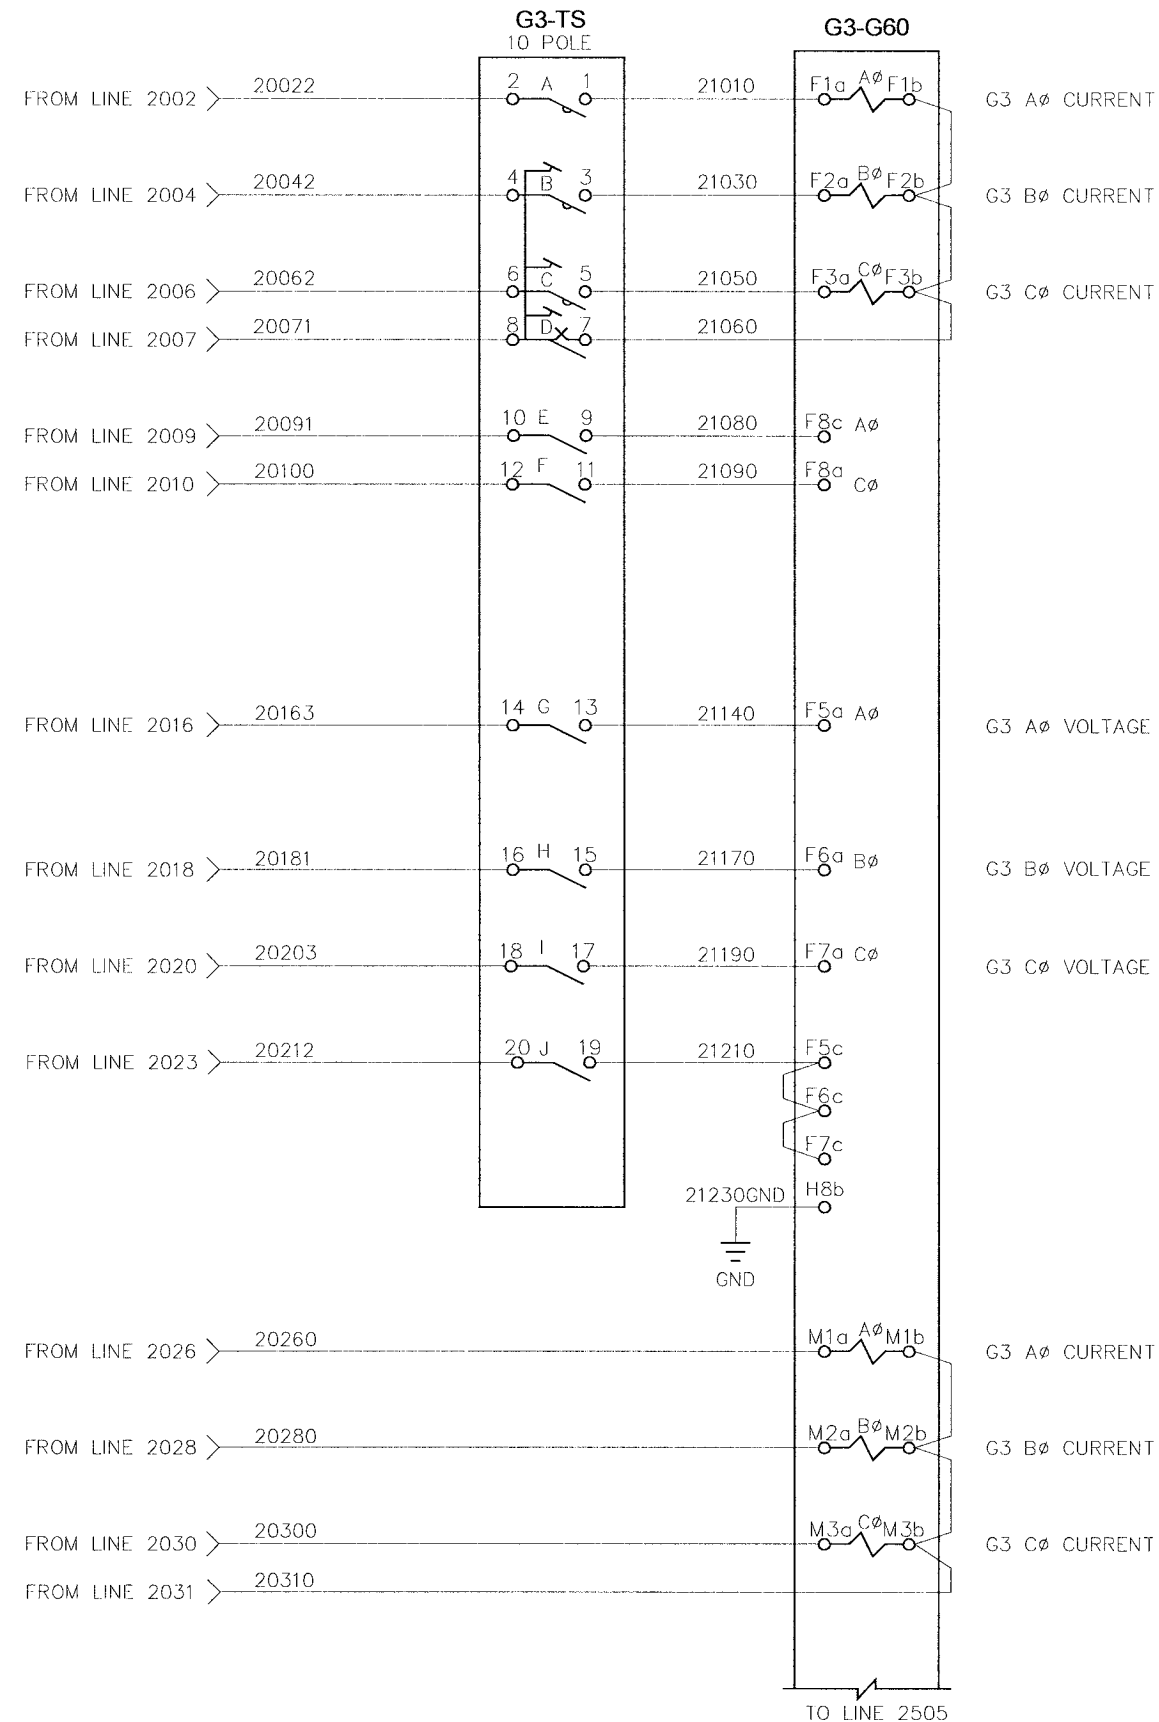 G3-TS
10 POLE
G3-G60
FROM LINE 2002 20022 2 A 1 21010 F1a AØ F1b G3 AØ CURRENT
FROM LINE 2004 20042 4 B 3 21030 F2a BØ F2b G3 BØ CURRENT
FROM LINE 2006 20062 6 C 5 21050 F3a CØ F3b G3 CØ CURRENT
FROM LINE 2007 20071 8 D 7 21060
FROM LINE 2009 20091 10 E 9 21080 F8c AØ
FROM LINE 2010 20100 12 F 11 21090 F8a CØ
FROM LINE 2016 20163 14 G 13 21140 F5a AØ G3 AØ VOLTAGE
FROM LINE 2018 20181 16 H 15 21170 F6a BØ G3 BØ VOLTAGE
FROM LINE 2020 20203 18 I 17 21190 F7a CØ G3 CØ VOLTAGE
FROM LINE 2023 20212 20 J 19 21210 F5c
F6c
F7c
21230GND H8b
GND
FROM LINE 2026 20260 M1a AØ M1b G3 AØ CURRENT
FROM LINE 2028 20280 M2a BØ M2b G3 BØ CURRENT
FROM LINE 2030 20300 M3a CØ M3b G3 CØ CURRENT
FROM LINE 2031 20310
TO LINE 2505